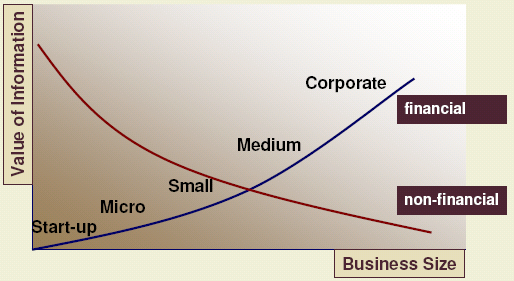 Value of Information
Corporate
financial
Medium
Small
non-financial
Micro
Start-up
Business Size